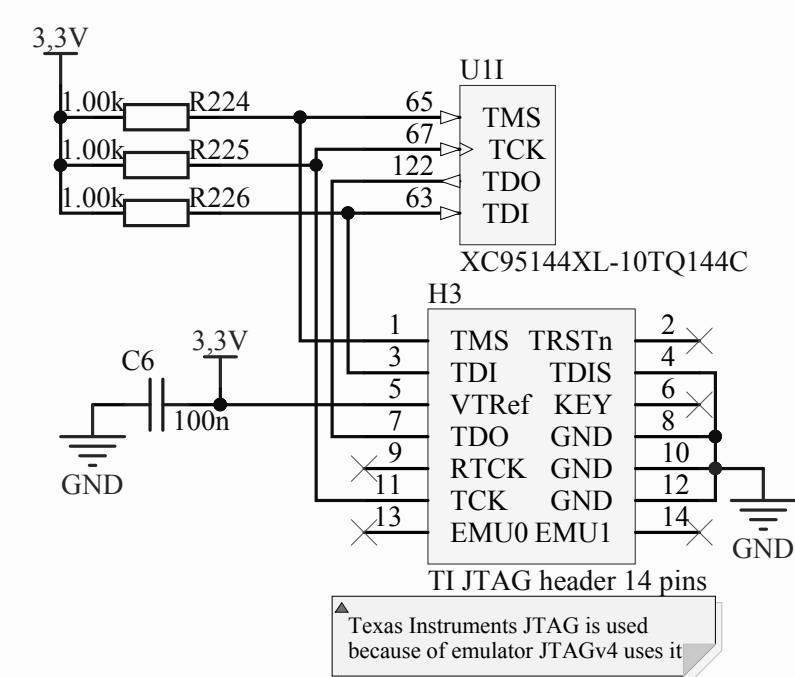 3,3V
U1I
1.00k R224 65 TMS
67 TCK
1.00k R225
122 TDO
1.00k R226 63 TDI
XC95144XL-10TQ144C
H3
1 TMS TRSTn 2
3,3V
C6
3 TDI TDIS 4
5 VTRef KEY 6
100n
7 TDO GND 8
9 RTCK GND 10
GND
11 TCK GND 12
13 EMU0 EMU1 14
GND
TI JTAG header 14 pins
Texas Instruments JTAG is used
because of emulator JTAGv4 uses it